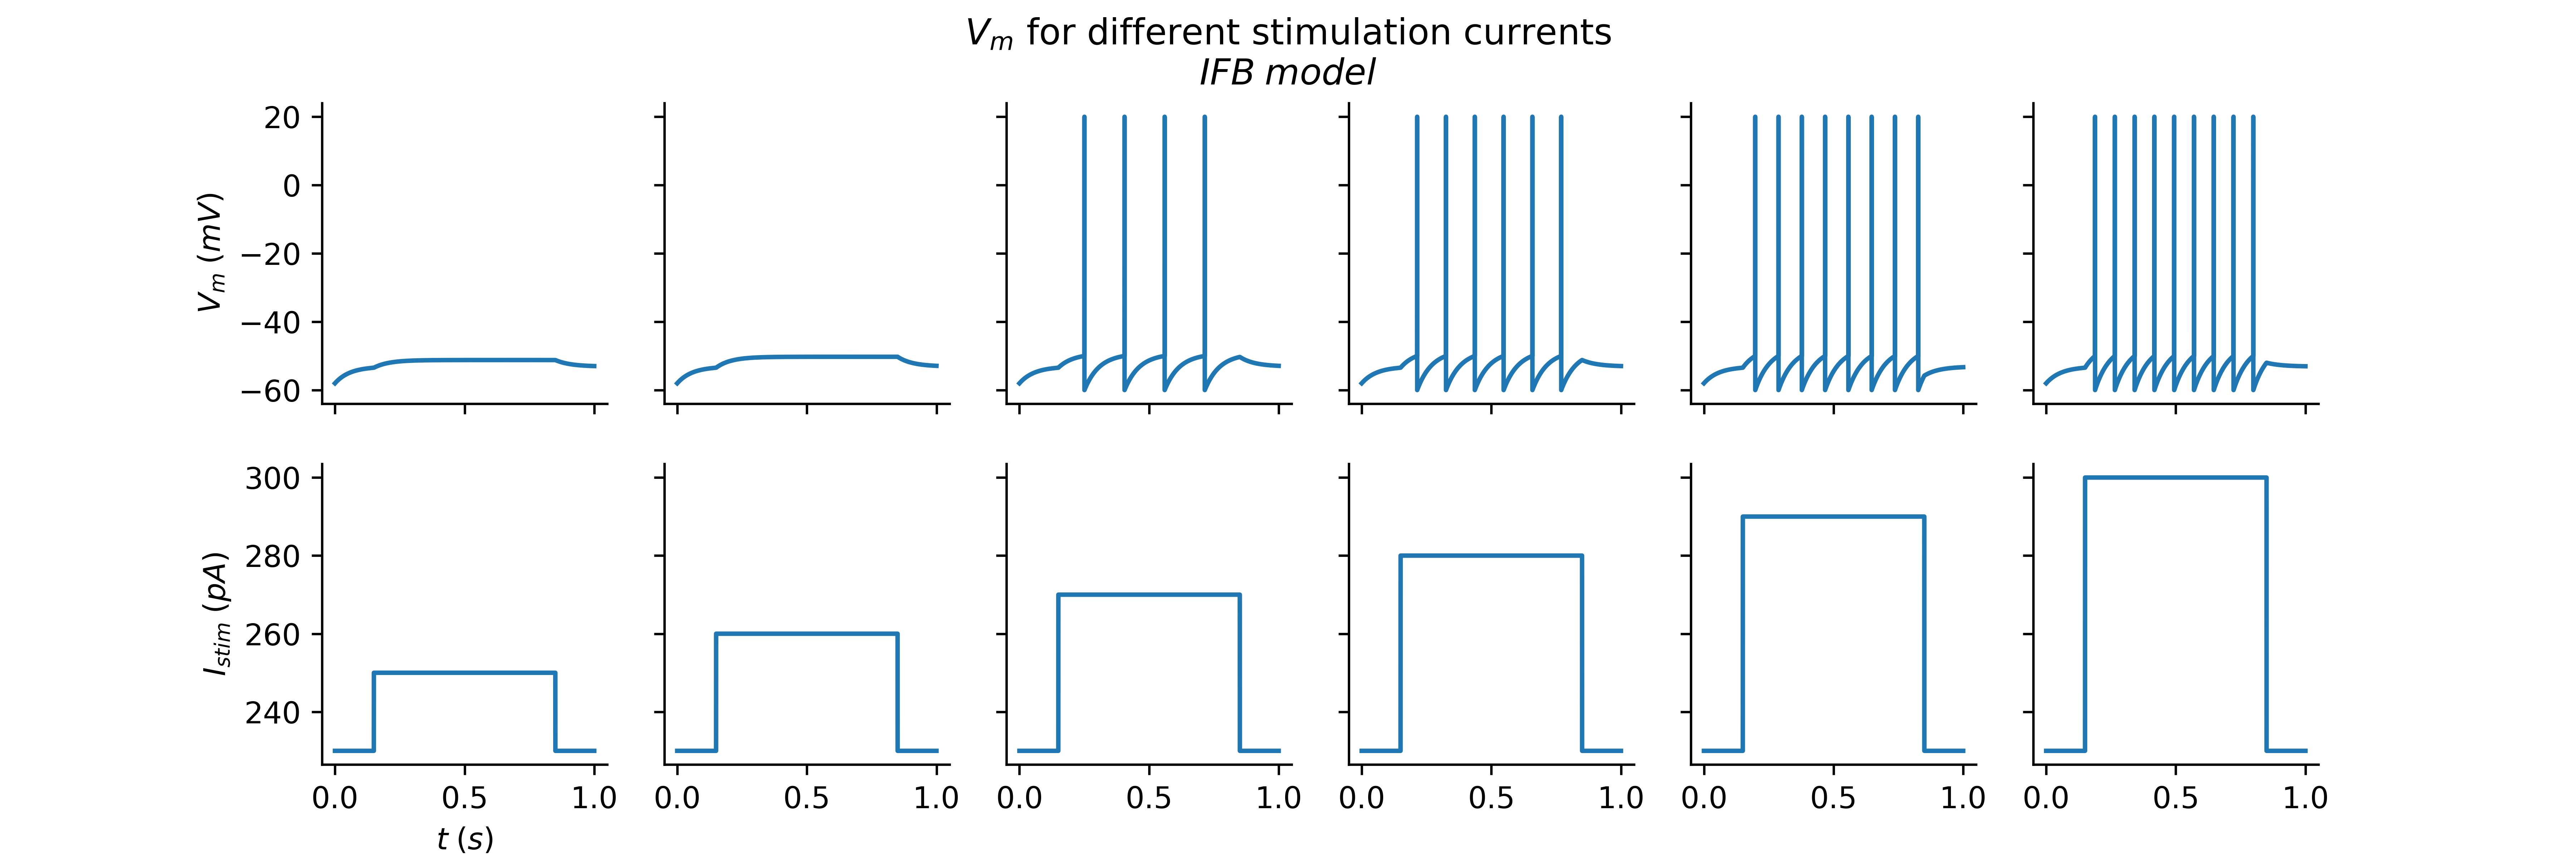 V_m for different stimulation currents
IFB model
20
0
−20
−40
−60
V_m (mV)
300
280
260
240
I_stim (pA)
0.0 0.5 1.0 0.0 0.5 1.0 0.0 0.5 1.0 0.0 0.5 1.0 0.0 0.5 1.0 0.0 0.5 1.0
t (s)